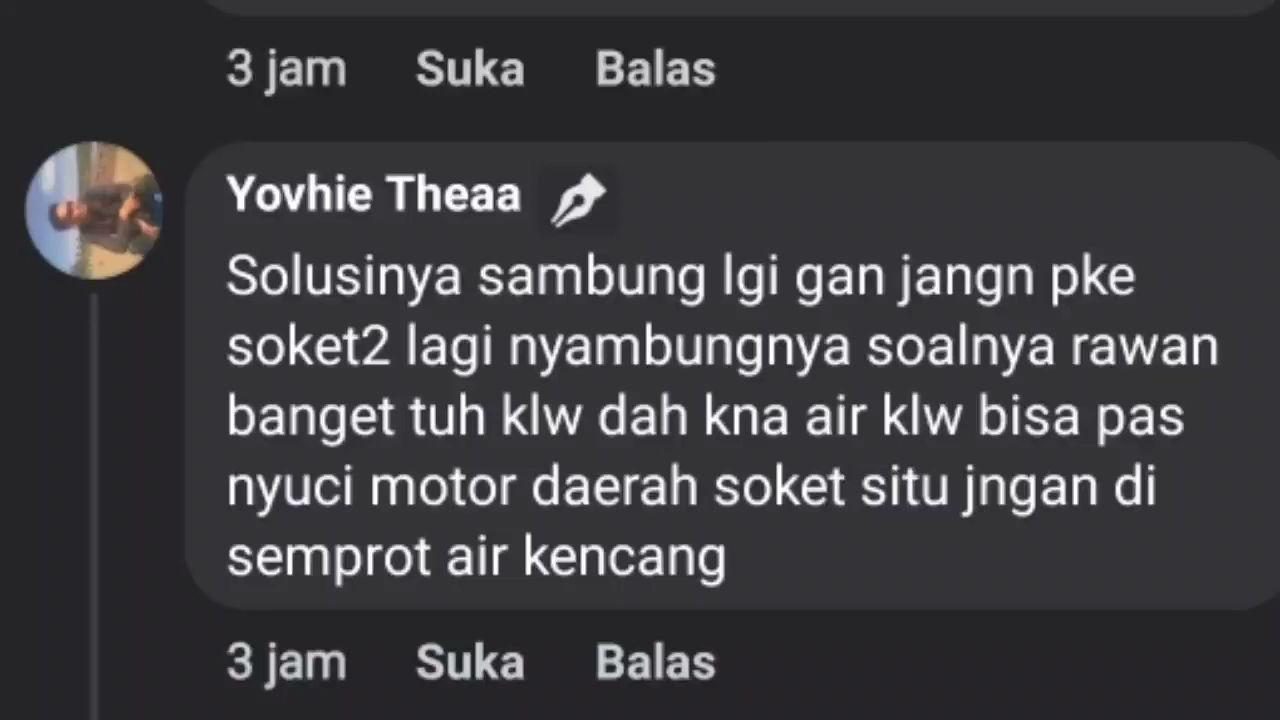 3 jam Suka Balas
Yovhie Theaa
Solusinya sambung lgi gan jangn pke
soket2 lagi nyambungnya soalnya rawan
banget tuh klw dah kna air klw bisa pas
nyuci motor daerah soket situ jngan di
semprot air kencang
3 jam Suka Balas